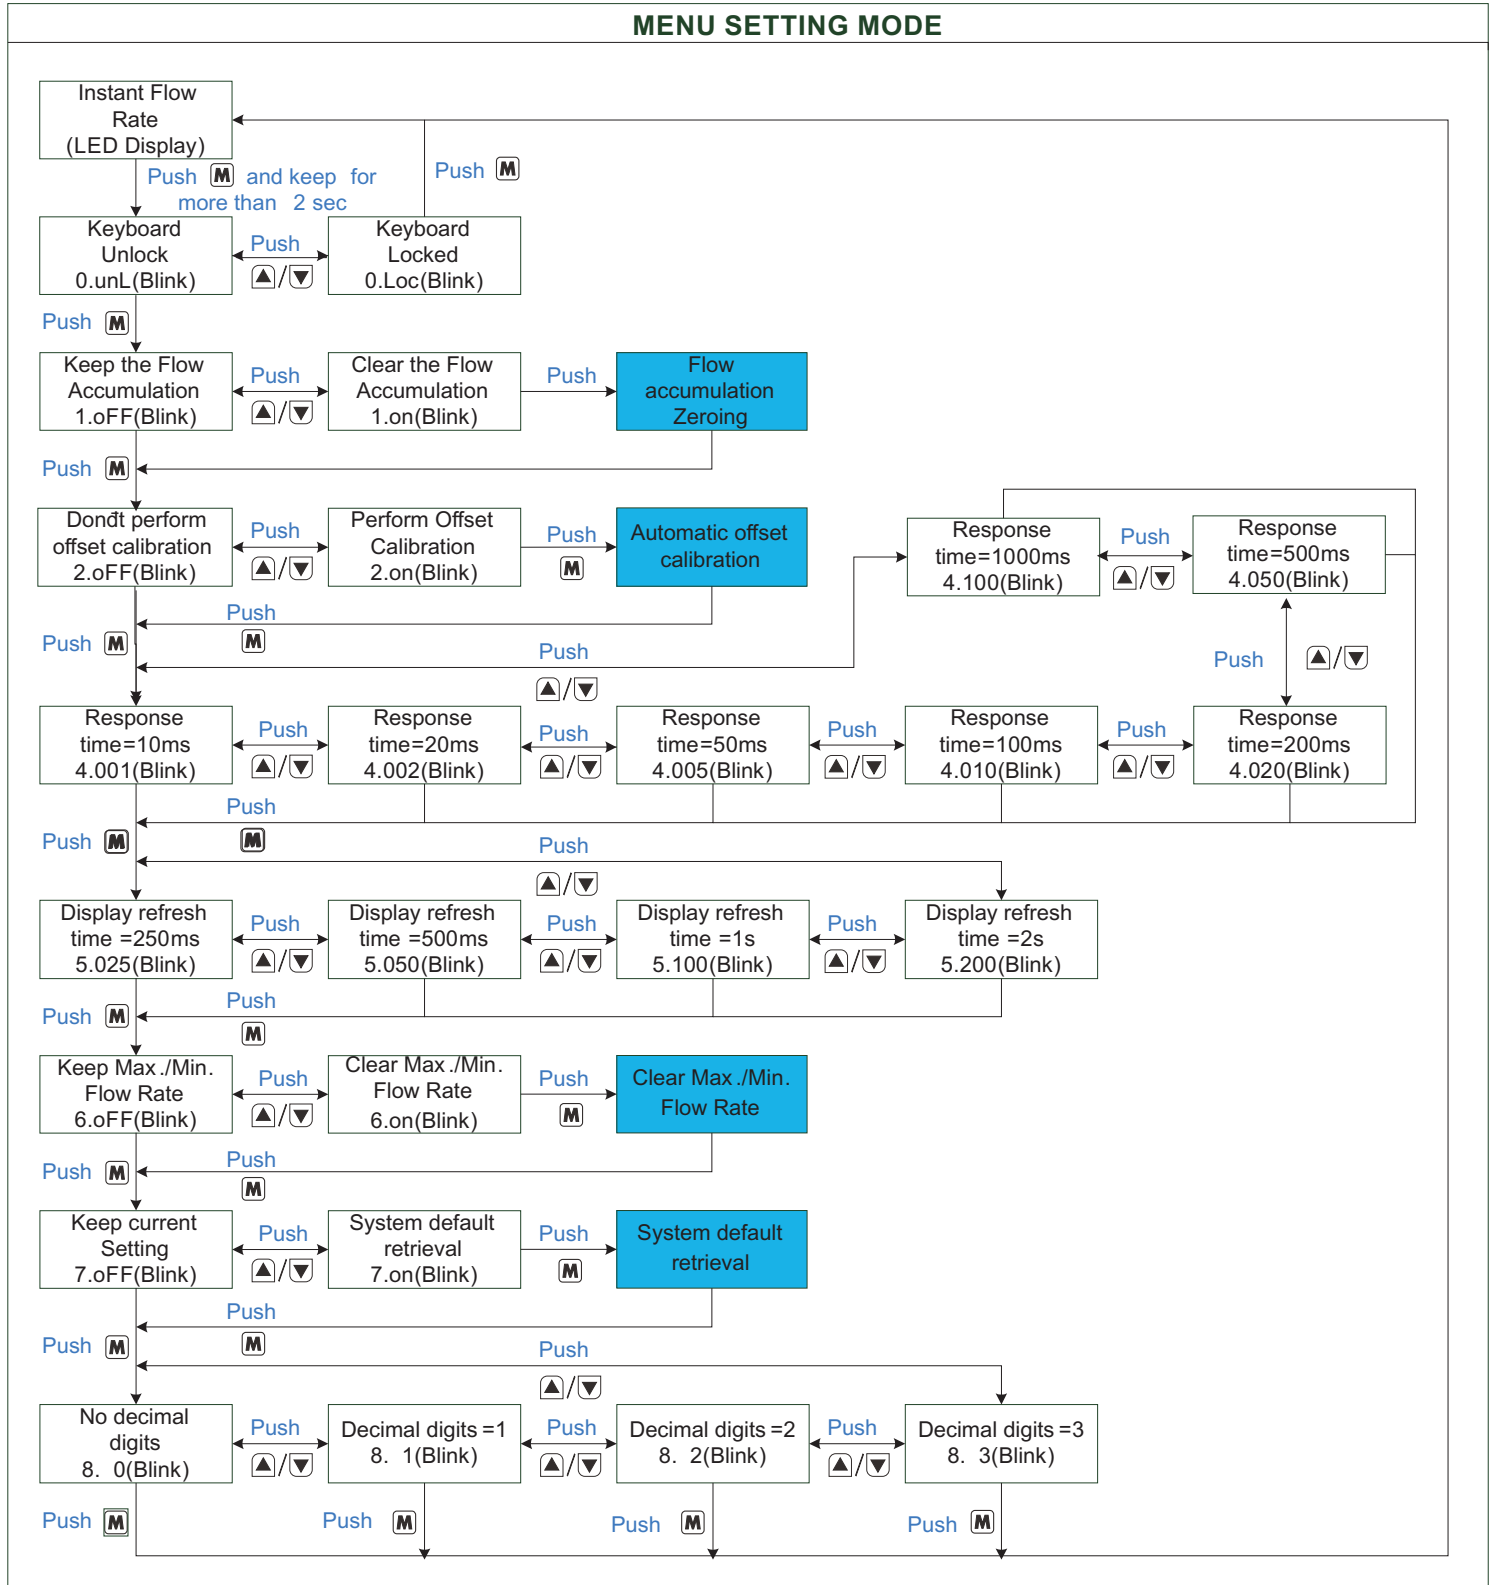 MENU SETTING MODE
Instant Flow
Rate
(LED Display)
Push M and keep for
more than 2 sec
Push M
Keyboard
Unlock
0.unL(Blink)
Push
▲/▼
Keyboard
Locked
0.Loc(Blink)
Push M
Keep the Flow
Accumulation
1.oFF(Blink)
Push
▲/▼
Clear the Flow
Accumulation
1.on(Blink)
Push
Flow
accumulation
Zeroing
Push M
Donđt perform
offset calibration
2.oFF(Blink)
Push
▲/▼
Perform Offset
Calibration
2.on(Blink)
Push
M
Automatic offset
calibration
Response
time=1000ms
4.100(Blink)
Push
▲/▼
Response
time=500ms
4.050(Blink)
Push M
Push
M
Push
▲/▼
Push ▲/▼
Response
time=10ms
4.001(Blink)
Push
▲/▼
Response
time=20ms
4.002(Blink)
Push
▲/▼
Response
time=50ms
4.005(Blink)
Push
▲/▼
Response
time=100ms
4.010(Blink)
Push
▲/▼
Response
time=200ms
4.020(Blink)
Push M
Push
M
Push
▲/▼
Display refresh
time =250ms
5.025(Blink)
Push
▲/▼
Display refresh
time =500ms
5.050(Blink)
Push
▲/▼
Display refresh
time =1s
5.100(Blink)
Push
▲/▼
Display refresh
time =2s
5.200(Blink)
Push M
Push
M
Keep Max./Min.
Flow Rate
6.oFF(Blink)
Push
▲/▼
Clear Max./Min.
Flow Rate
6.on(Blink)
Push
M
Clear Max./Min.
Flow Rate
Push M
Push
M
Keep current
Setting
7.oFF(Blink)
Push
▲/▼
System default
retrieval
7.on(Blink)
Push
M
System default
retrieval
Push M
Push
M
Push
▲/▼
No decimal
digits
8. 0(Blink)
Push
▲/▼
Decimal digits =1
8. 1(Blink)
Push
▲/▼
Decimal digits =2
8. 2(Blink)
Push
▲/▼
Decimal digits =3
8. 3(Blink)
Push M
Push M
Push M
Push M